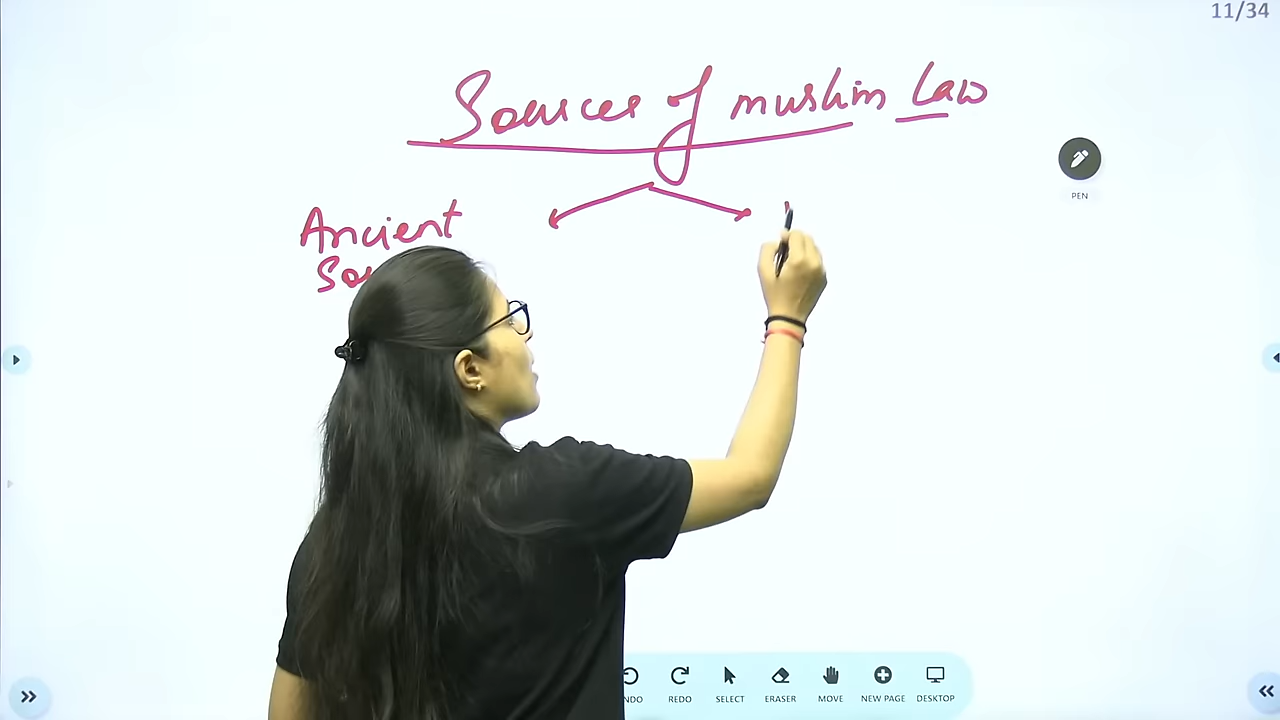 11/34
Sources of muslim Law
Ancient
PEN
REDO
SELECT
ERASER
MOVE
NEW PAGE
DESKTOP